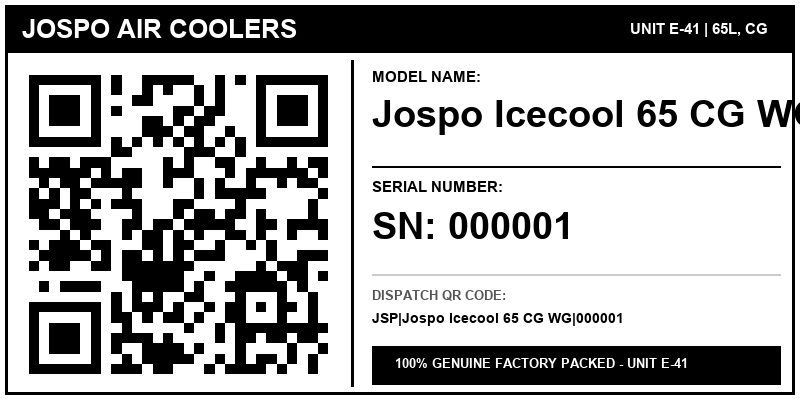 JOSPO AIR COOLERS
UNIT E-41 | 65L, CG
MODEL NAME:
Jospo Icecool 65 CG W
SERIAL NUMBER:
SN: 000001
DISPATCH QR CODE:
JSP|Jospo Icecool 65 CG WG|000001
100% GENUINE FACTORY PACKED - UNIT E-41